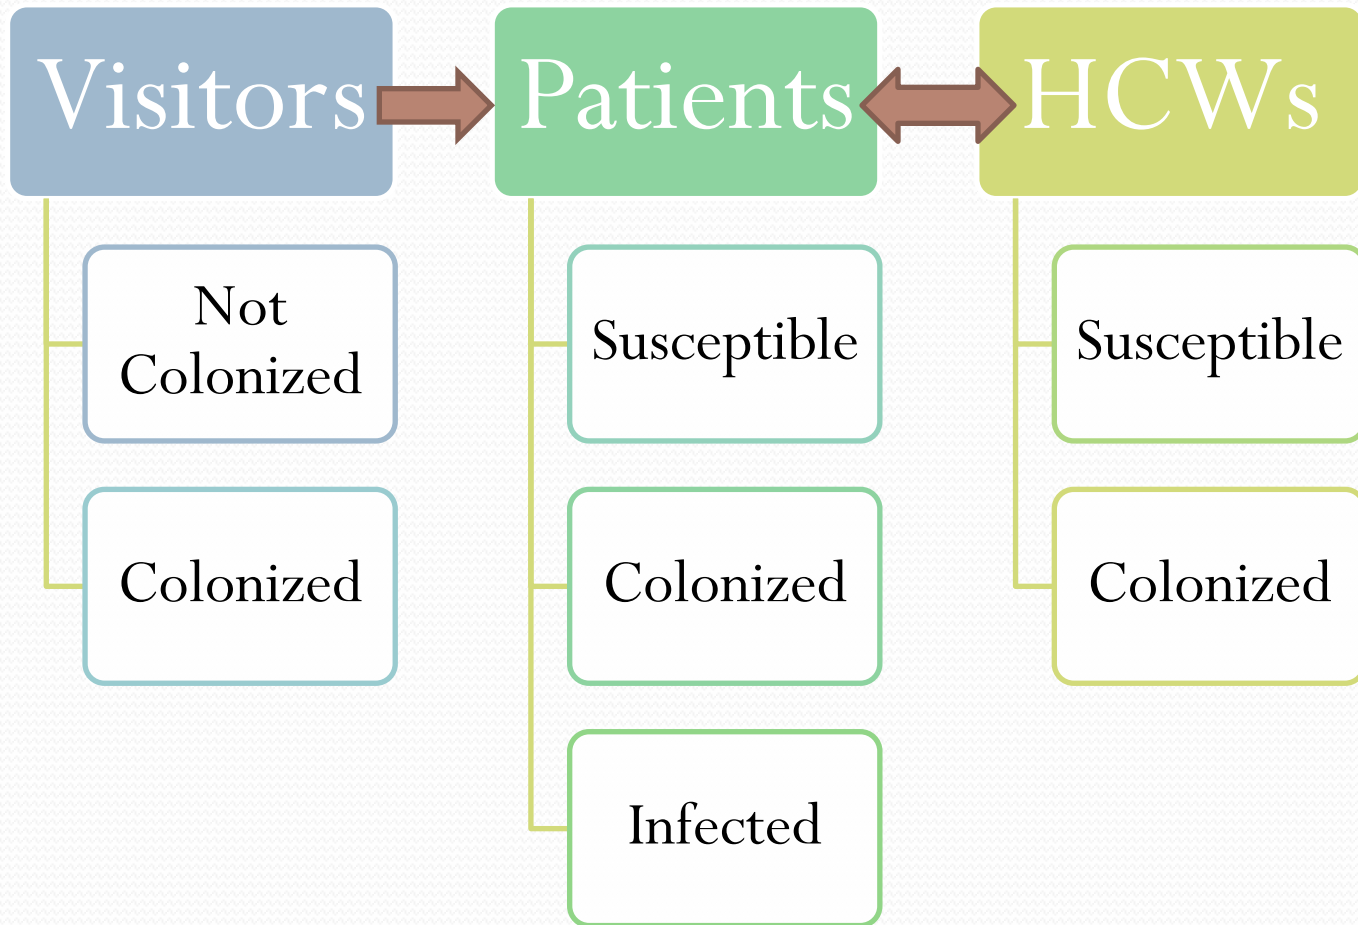 Visitors
Patients
HCWs
Not
Colonized
Colonized
Susceptible
Colonized
Infected
Susceptible
Colonized